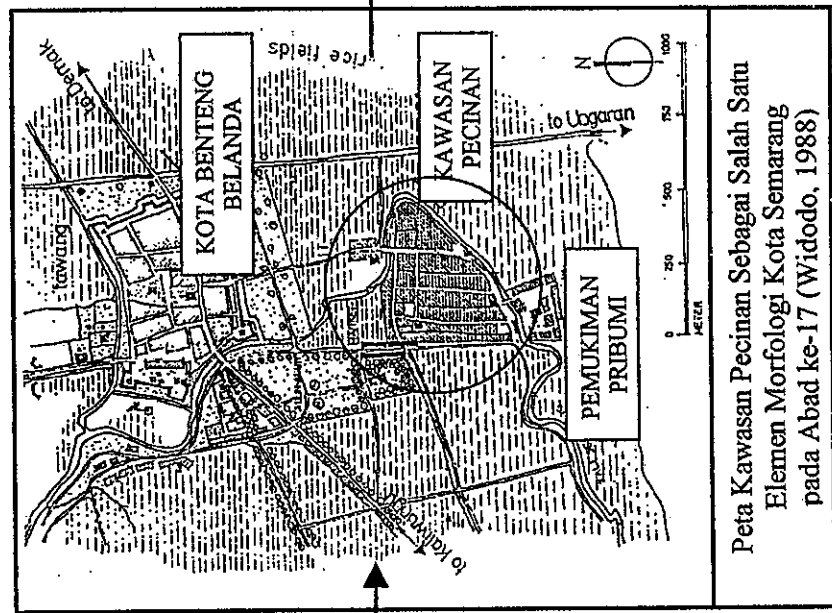 to Demak
rice fields
tawang
KOTA BENTENG
BELANDA
KAWASAN
PECINAN
to Ubgaran
PEMUKIMAN
PRIBUMI
to kaliwungu
N
0 250 500 750 1000
METER
Peta Kawasan Pecinan Sebagai Salah Satu
Elemen Morfologi Kota Semarang
pada Abad ke-17 (Widodo, 1988)